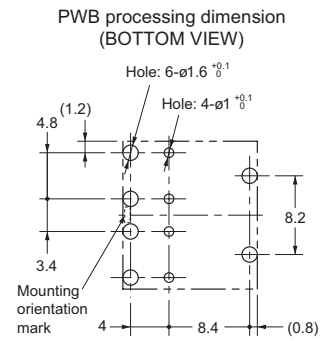 PWB processing dimension
(BOTTOM VIEW)
Hole: 6-ø1.6 +0.1 0
(1.2)
Hole: 4-ø1 +0.1 0
4.8
8.2
3.4
Mounting
orientation
mark
4
8.4
(0.8)